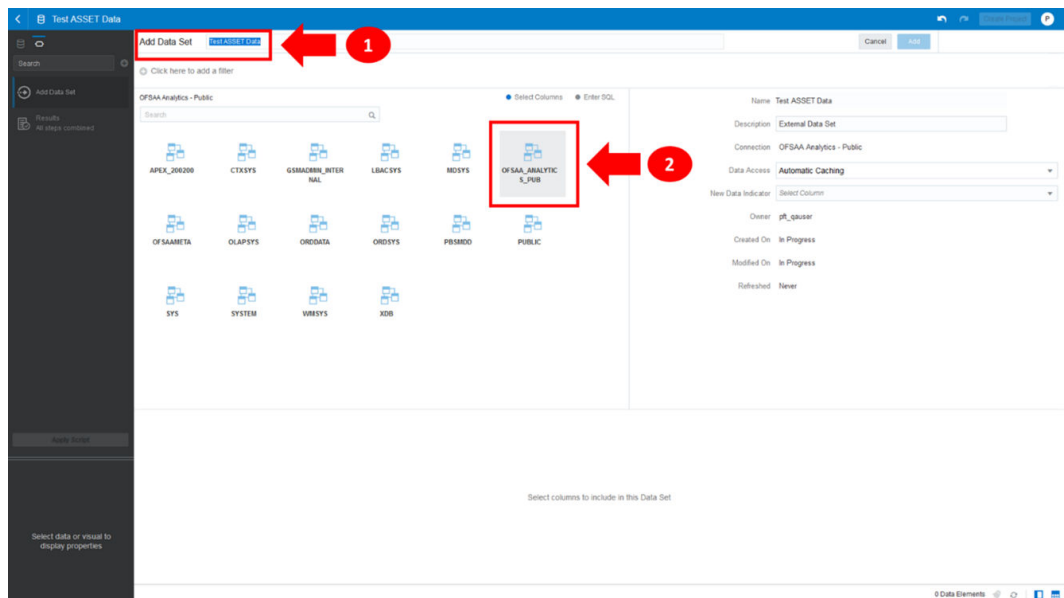 Test ASSET Data
Create Project
P
Add Data Set
Test ASSET Data
1
Cancel
Add
Search
Click here to add a filter
Add Data Set
Results
All steps combined
OFSAA Analytics - Public
Select Columns
Enter SQL
Search
APEX_200200
CTXSYS
GSMADMIN_INTER
NAL
LBACSYS
MDSYS
OFSAA_ANALYTIC
S_PUB
2
OFSAAMETA
OLAPSYS
ORDDATA
ORDSYS
PBSMDD
PUBLIC
SYS
SYSTEM
WMSYS
XDB
Name Test ASSET Data
Description External Data Set
Connection OFSAA Analytics - Public
Data Access Automatic Caching
New Data Indicator Select Column
Owner pft_qauser
Created On In Progress
Modified On In Progress
Refreshed Never
Apply Script
Select columns to include in this Data Set
Select data or visual to
display properties
0 Data Elements